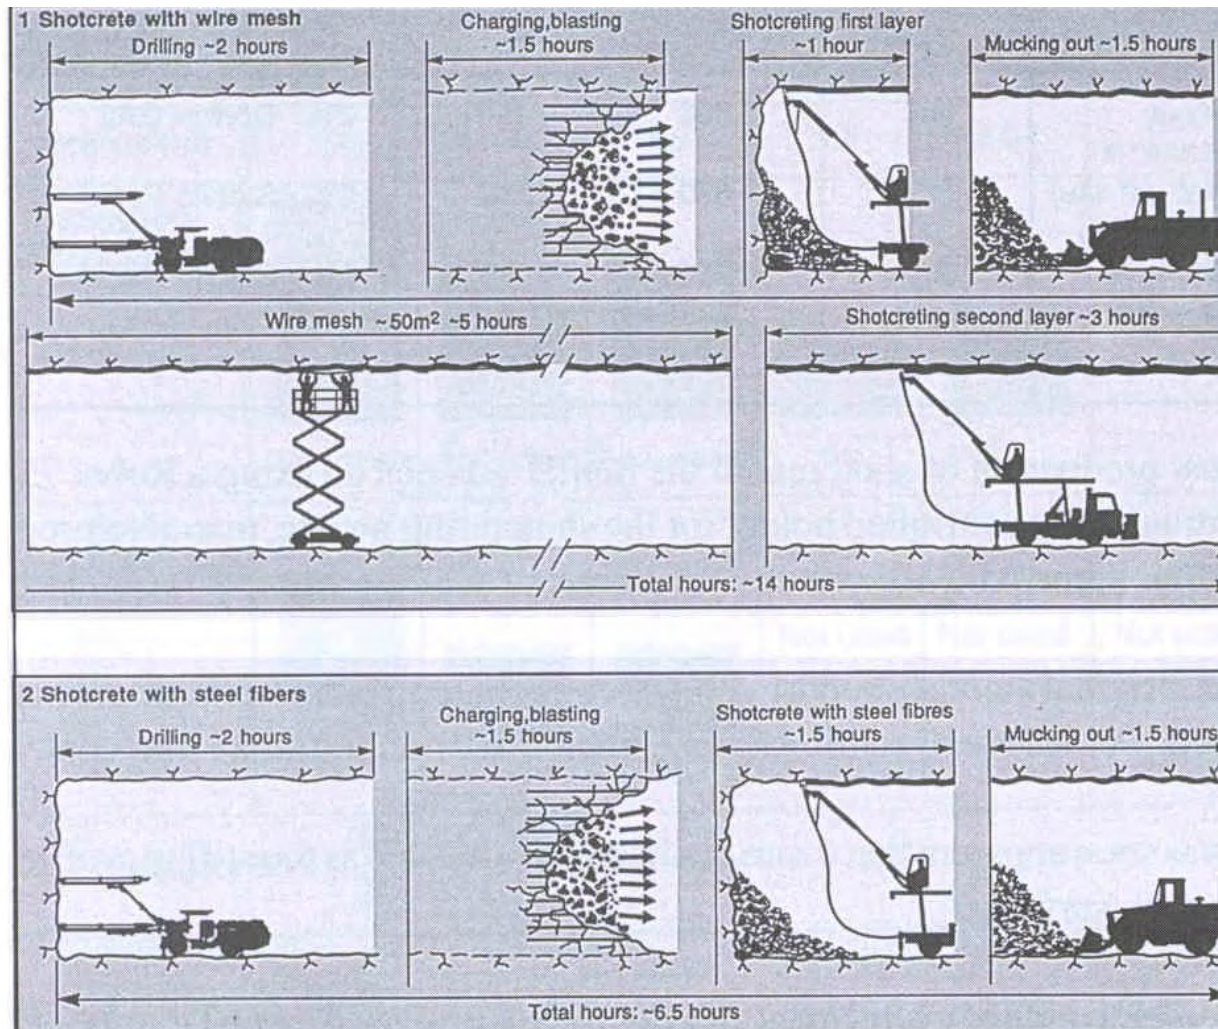 1 Shotcrete with wire mesh
Drilling ~2 hours
Charging,blasting
~1.5 hours
Shotcreting first layer
~1 hour
Mucking out ~1.5 hours
Wire mesh ~50m² ~5 hours
Shotcreting second layer ~3 hours
Total hours: ~14 hours
2 Shotcrete with steel fibers
Drilling ~2 hours
Charging,blasting
~1.5 hours
Shotcrete with steel fibres
~1.5 hours
Mucking out ~1.5 hours
Total hours: ~6.5 hours